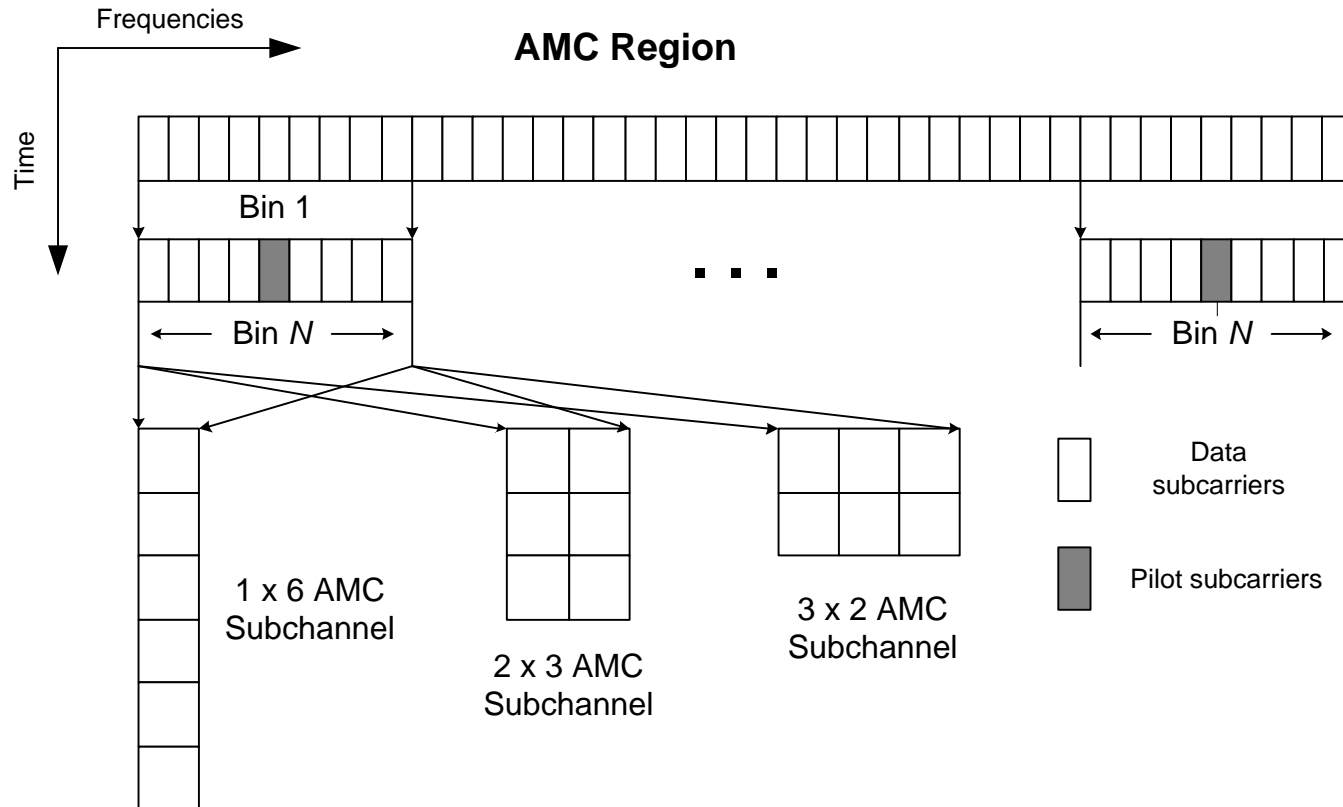 Frequencies
AMC Region
Time
Bin 1
Bin N
Bin N
Data
subcarriers
Pilot subcarriers
1 x 6 AMC
Subchannel
2 x 3 AMC
Subchannel
3 x 2 AMC
Subchannel